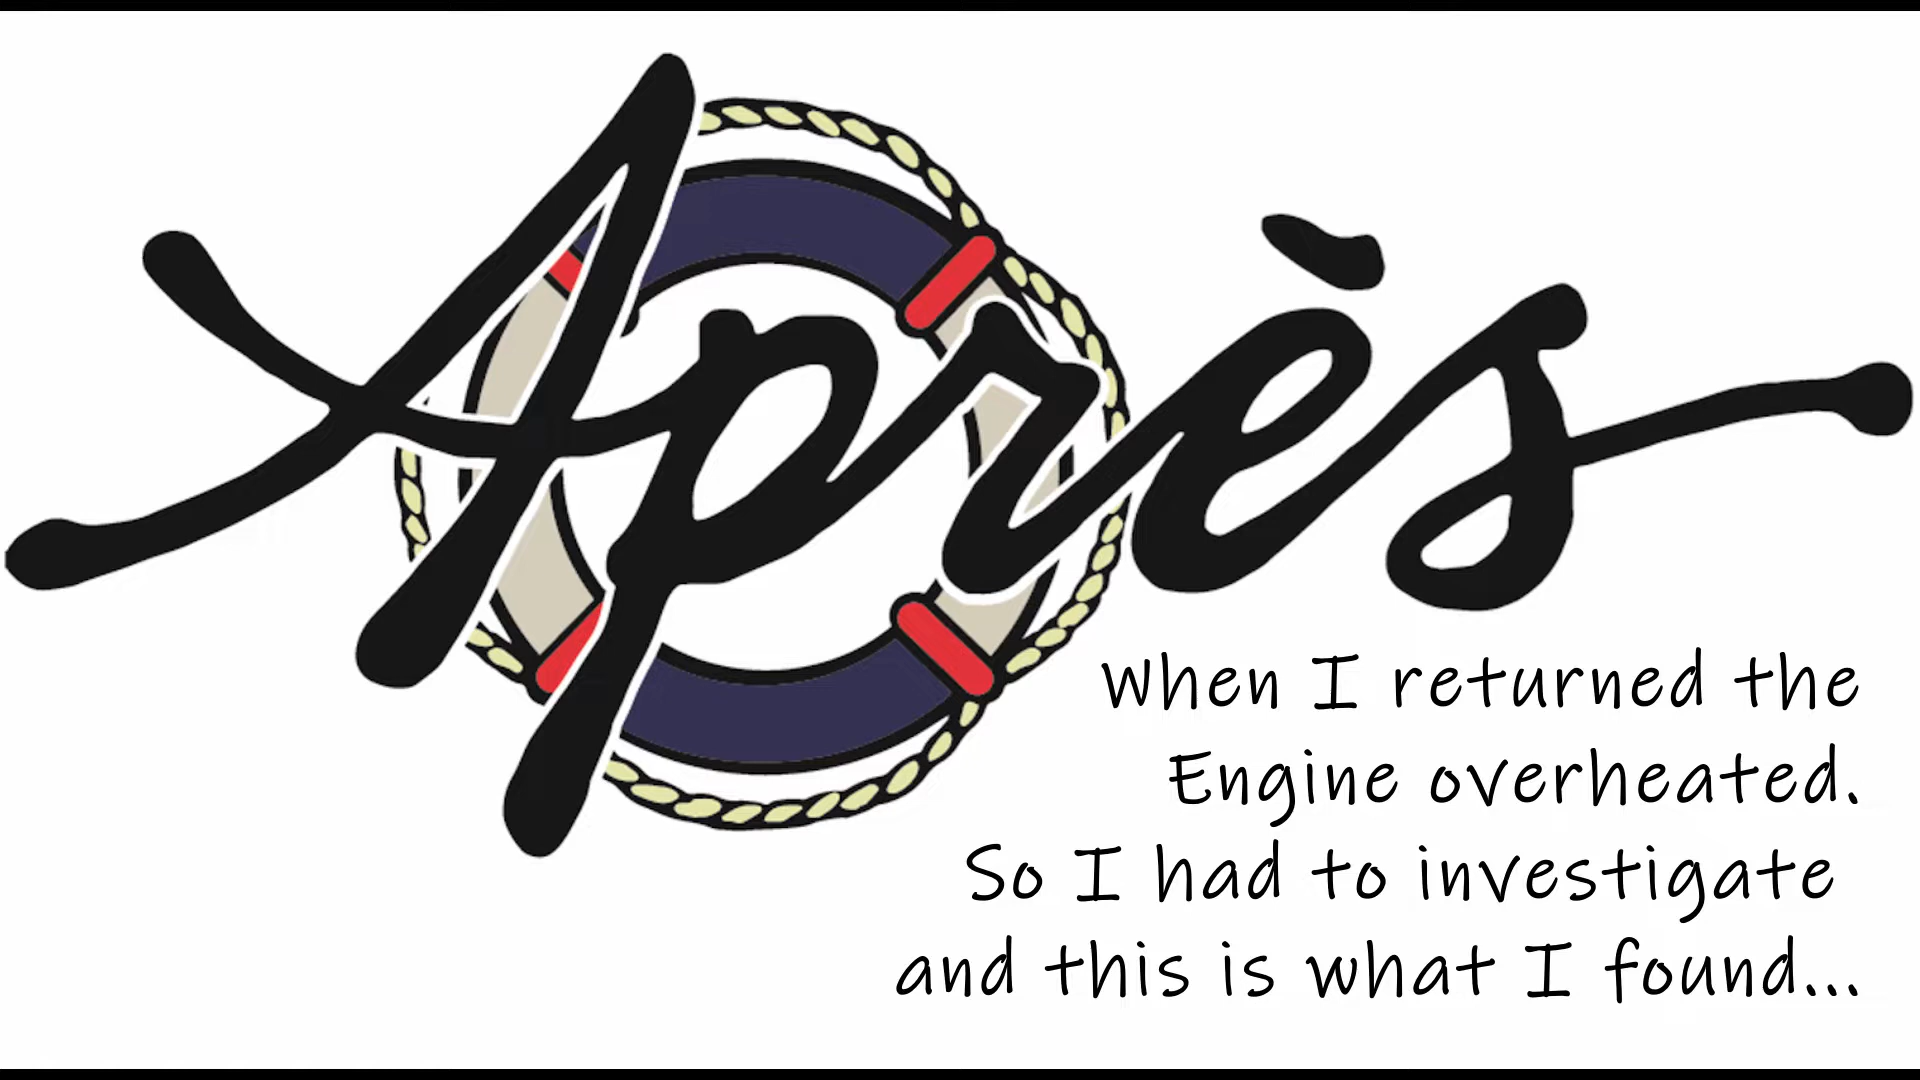 Après
When I returned the
Engine overheated.
So I had to investigate
and this is what I found...